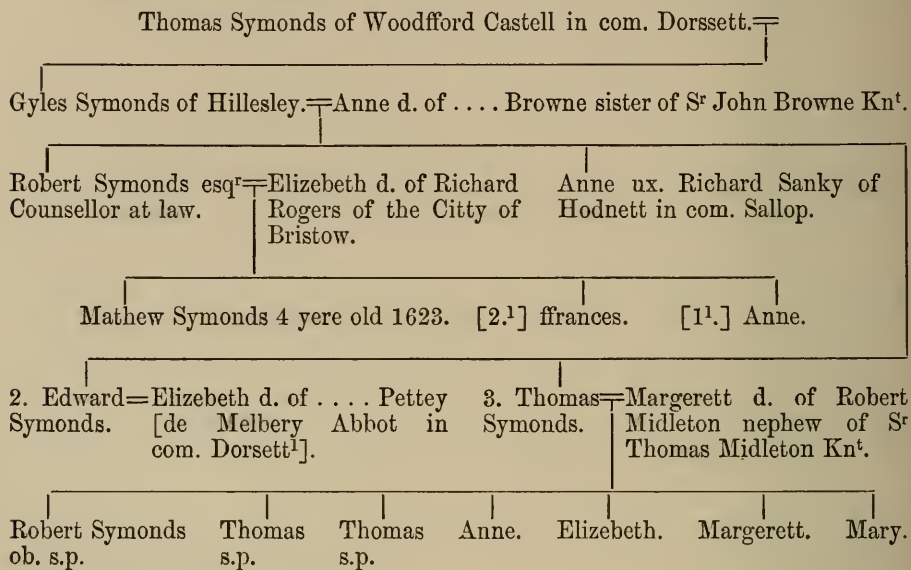 Thomas Symonds of Woodfford Castell in com. Dorssett.
Gyles Symonds of Hillesley. Anne d. of . . . . Browne sister of Sʳ John Browne Knᵗ.
Robert Symonds esqʳ
Counsellor at law.
Elizebeth d. of Richard
Rogers of the Citty of
Bristow.
Anne ux. Richard Sanky of
Hodnett in com. Sallop.
Mathew Symonds 4 yere old 1623. [2.¹] ffrances. [1¹.] Anne.
2. Edward
Symonds.
Elizebeth d. of . . . . Pettey
[de Melbery Abbot in
com. Dorsett¹].
3. Thomas
Symonds.
Margerett d. of Robert
Midleton nephew of Sʳ
Thomas Midleton Knᵗ.
Robert Symonds
ob. s.p.
Thomas
s.p.
Thomas
s.p.
Anne.
Elizebeth.
Margerett.
Mary.